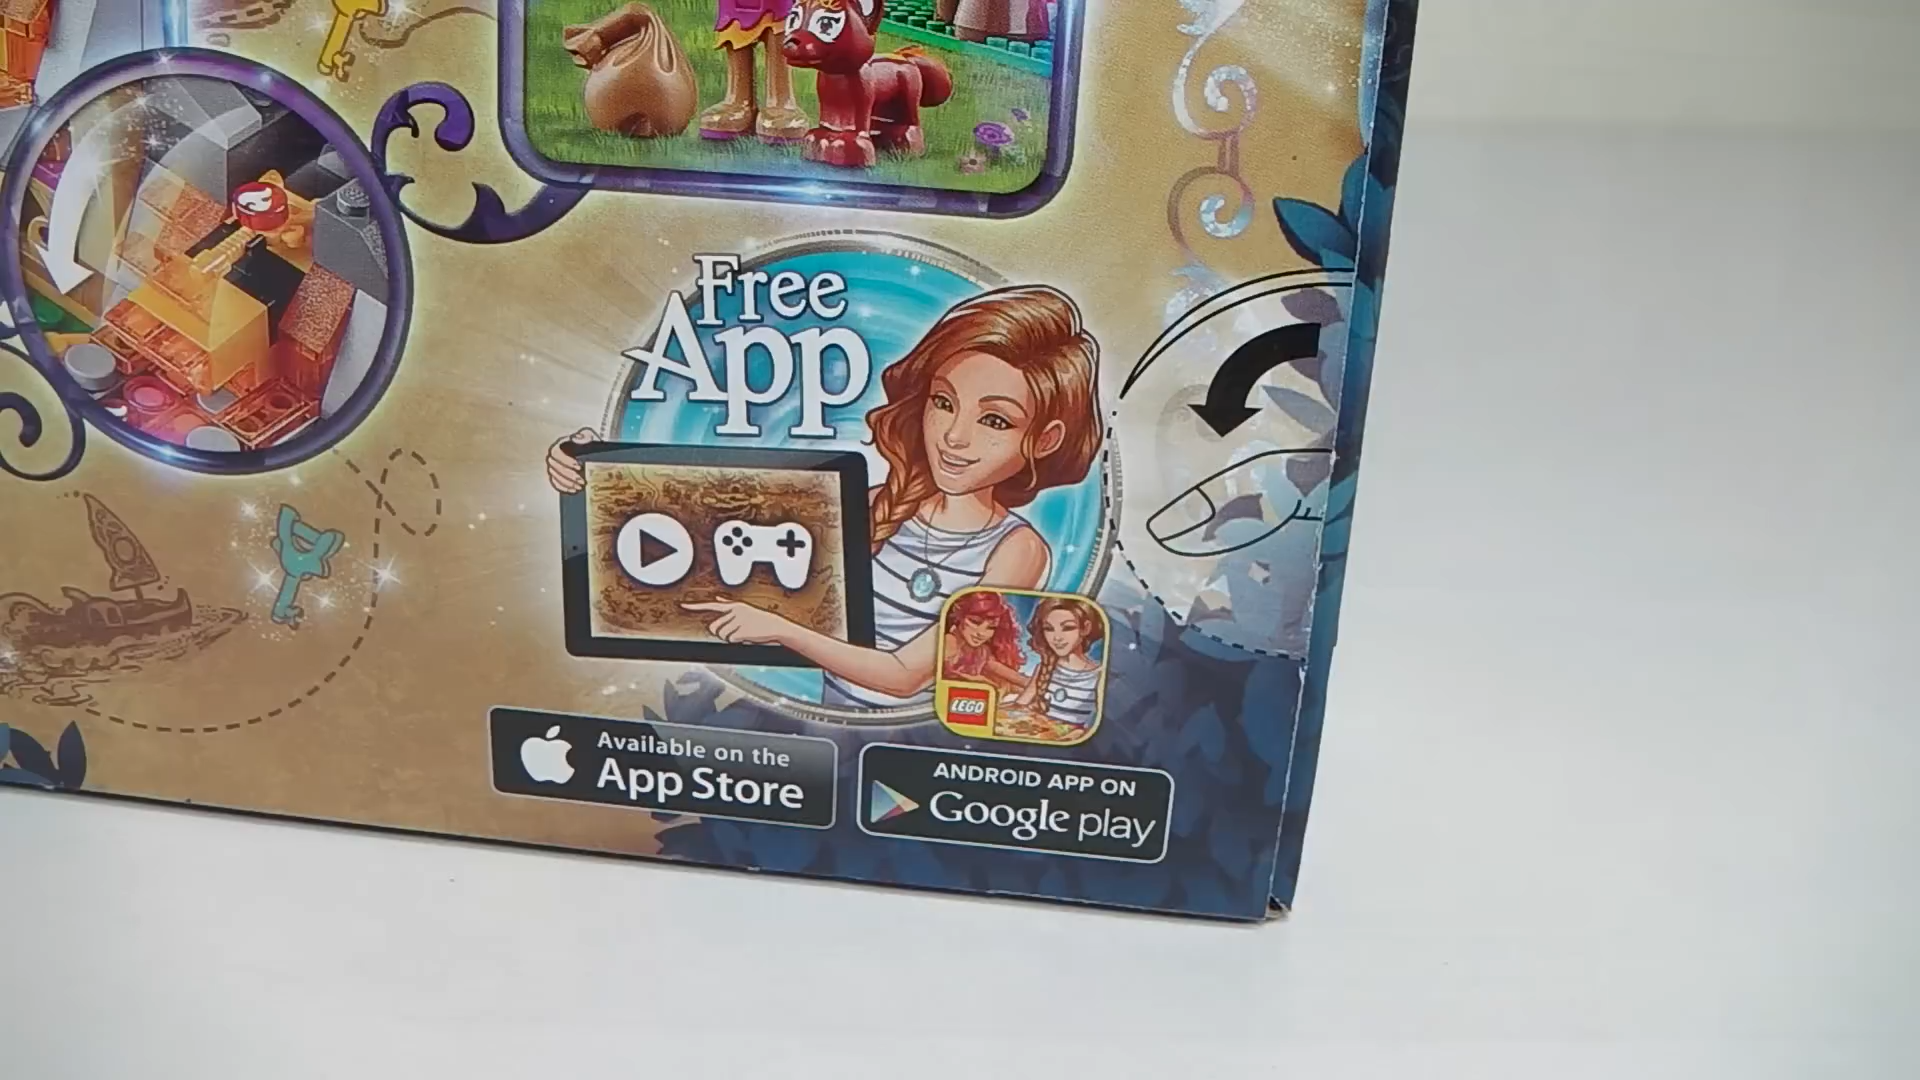 Free
App
LEGO
Available on the
App Store
ANDROID APP ON
Google play